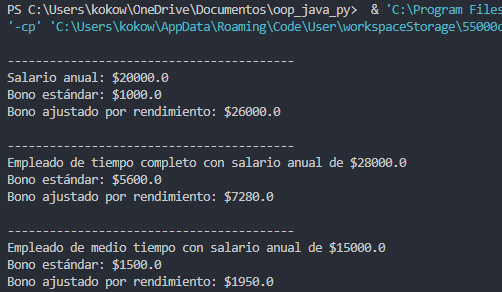 PS C:\Users\kokow\OneDrive\Documentos\oop_java_py>  & 'C:\Program Files
'-cp' 'C:\Users\kokow\AppData\Roaming\Code\User\workspaceStorage\55000c
----------------------------------------
Salario anual: $20000.0
Bono estándar: $1000.0
Bono ajustado por rendimiento: $26000.0
----------------------------------------
Empleado de tiempo completo con salario anual de $28000.0
Bono estándar: $5600.0
Bono ajustado por rendimiento: $7280.0
----------------------------------------
Empleado de medio tiempo con salario anual de $15000.0
Bono estándar: $1500.0
Bono ajustado por rendimiento: $1950.0